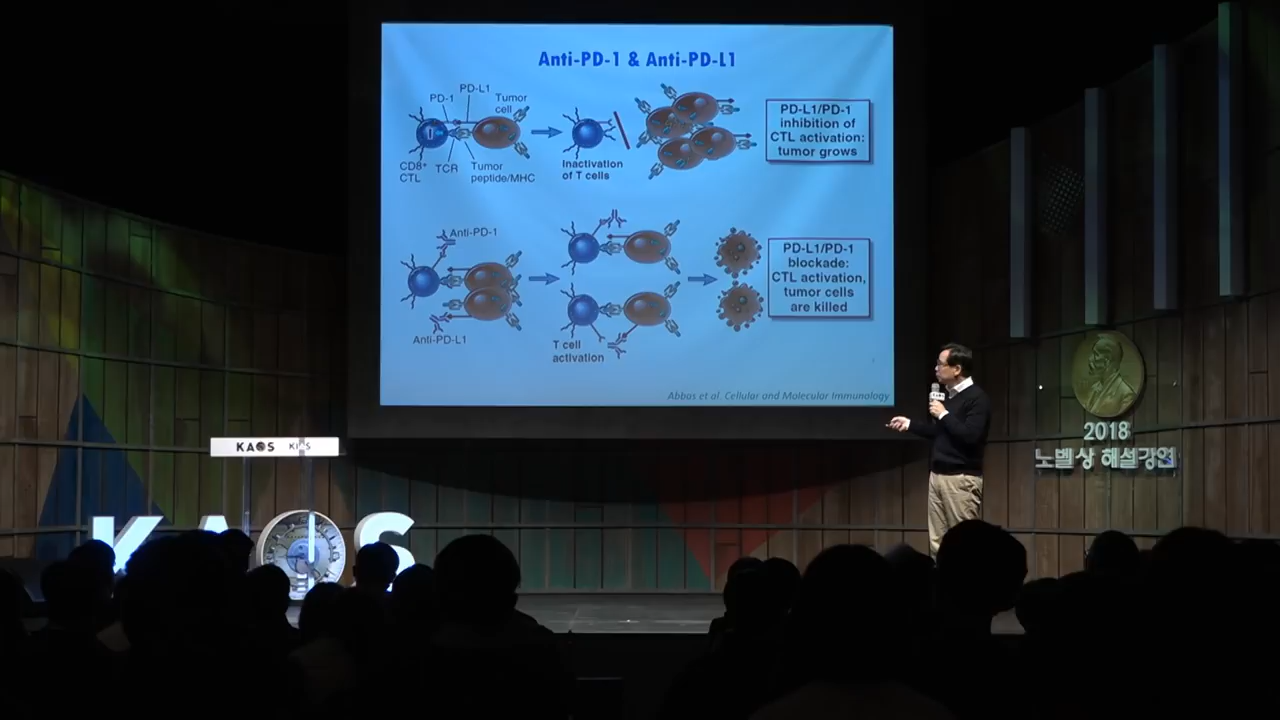 Anti-PD-1 & Anti-PD-L1
PD-L1
PD-1
Tumor
cell
CD8+
CTL
TCR
Tumor
peptide/MHC
Inactivation
of T cells
PD-L1/PD-1
inhibition of
CTL activation:
tumor grows
Anti-PD-1
Anti-PD-L1
T cell
activation
PD-L1/PD-1
blockade:
CTL activation,
tumor cells
are killed
Abbas et al. Cellular and Molecular Immunology
KAOS KIAS
KAOS
2018
노벨상 해설강연